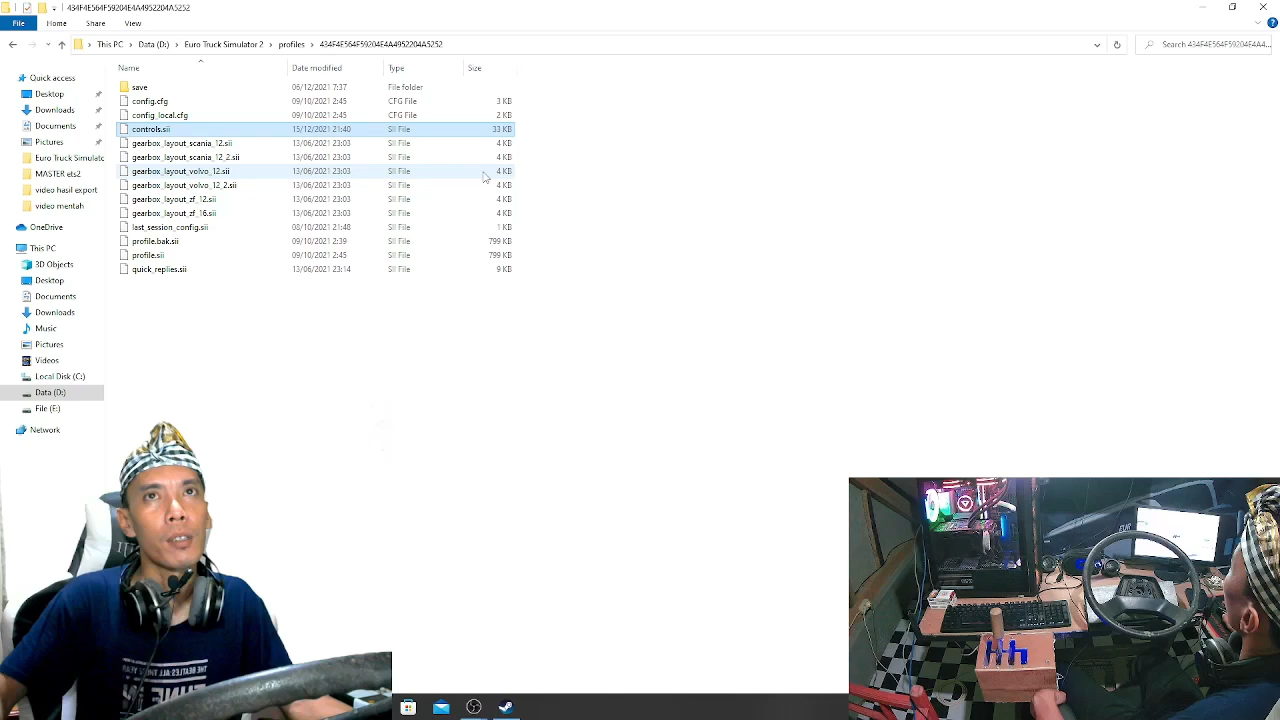 434F4E564F59204E4A4952204A5252
File Home Share View
This PC > Data (D:) > Euro Truck Simulator 2 > profiles > 434F4E564F59204E4A4952204A5252
Search 434F4E564F59204E4A4...
Name Date modified Type Size
Quick access
Desktop
Downloads
Documents
Pictures
Euro Truck Simulato
MASTER ets2
video hasil export
video mentah
OneDrive
This PC
3D Objects
Desktop
Documents
Downloads
Music
Pictures
Videos
Local Disk (C:)
Data (D:)
File (E:)
Network
save 06/12/2021 7:37 File folder
config.cfg 09/10/2021 2:45 CFG File 3 KB
config_local.cfg 09/10/2021 2:45 CFG File 2 KB
controls.sii 15/12/2021 21:40 SII File 33 KB
gearbox_layout_scania_12.sii 13/06/2021 23:03 SII File 4 KB
gearbox_layout_scania_12_2.sii 13/06/2021 23:03 SII File 4 KB
gearbox_layout_volvo_12.sii 13/06/2021 23:03 SII File 4 KB
gearbox_layout_volvo_12_2.sii 13/06/2021 23:03 SII File 4 KB
gearbox_layout_zf_12.sii 13/06/2021 23:03 SII File 4 KB
gearbox_layout_zf_16.sii 13/06/2021 23:03 SII File 4 KB
last_session_config.sii 08/10/2021 21:48 SII File 1 KB
profile.bak.sii 09/10/2021 2:39 SII File 799 KB
profile.sii 09/10/2021 2:45 SII File 799 KB
quick_replies.sii 13/06/2021 23:14 SII File 9 KB